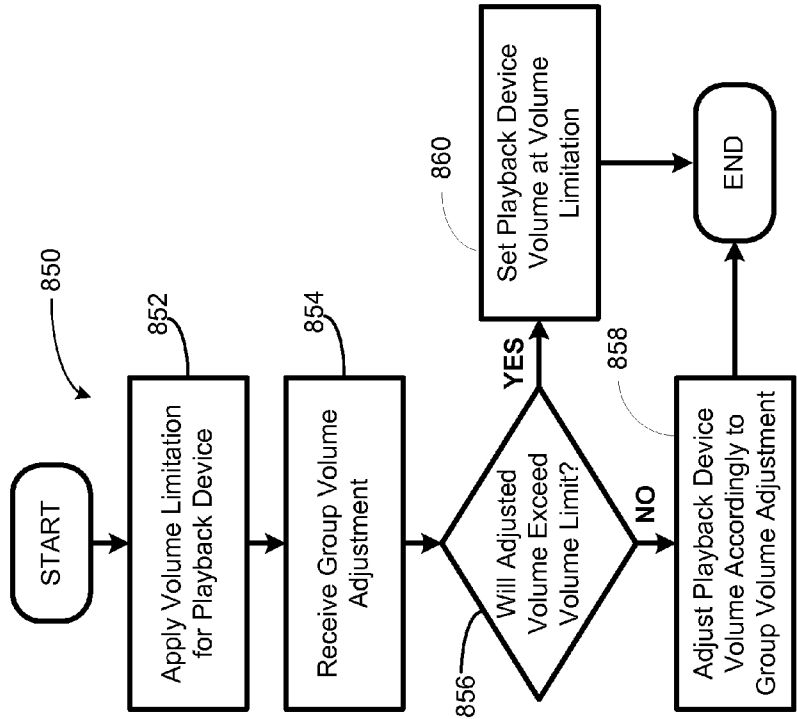 850
START
852
Apply Volume Limitation
for Playback Device
854
Receive Group Volume
Adjustment
856
Will Adjusted
Volume Exceed
Volume Limit?
YES
860
Set Playback Device
Volume at Volume
Limitation
NO
858
Adjust Playback Device
Volume Accordingly to
Group Volume Adjustment
END